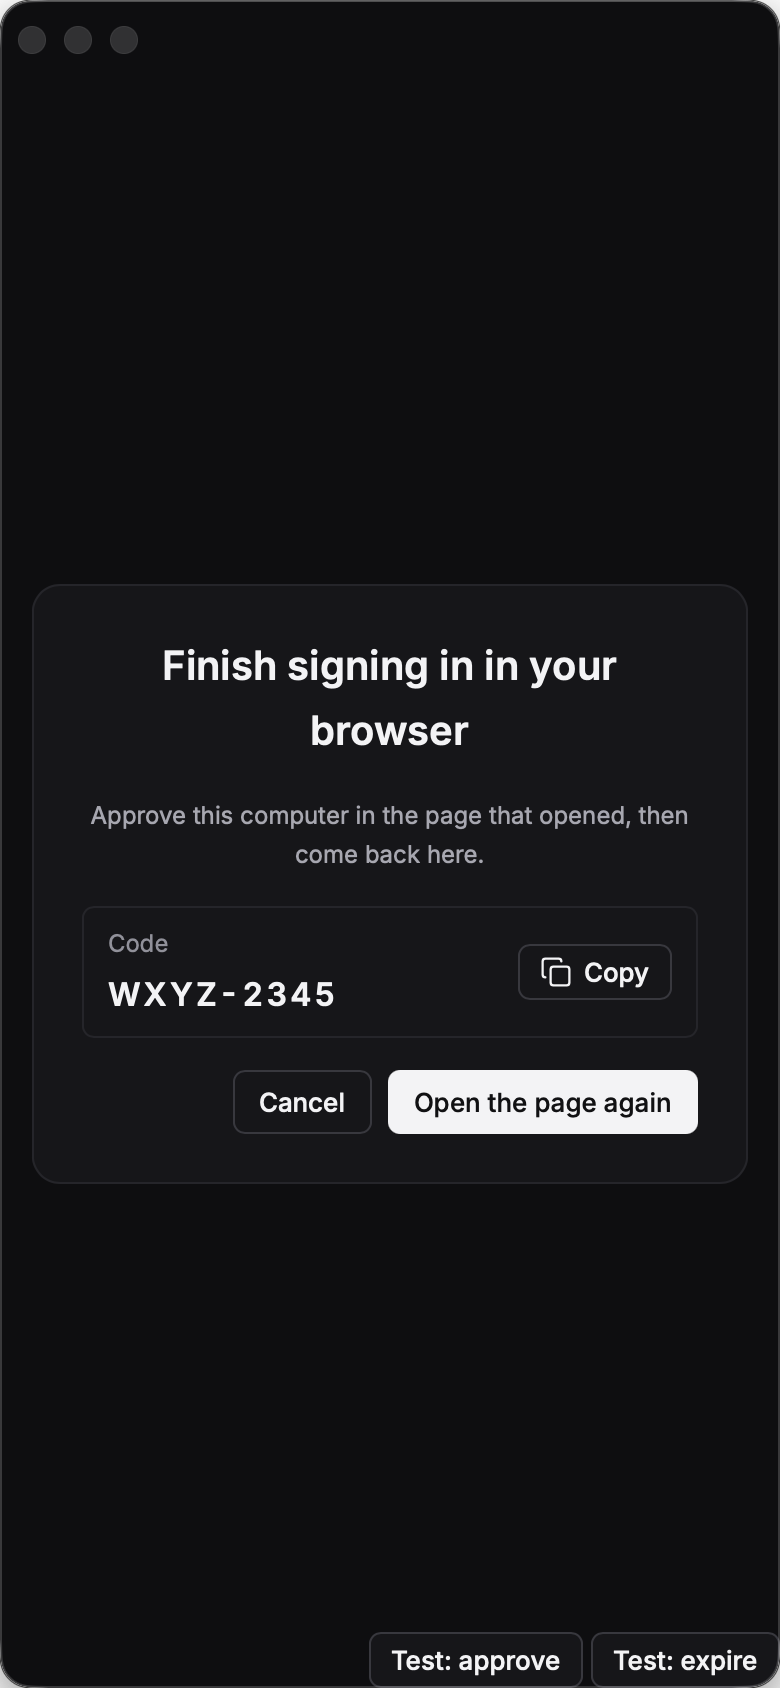 Finish signing in in your
browser
Approve this computer in the page that opened, then
come back here.
Code
WXYZ-2345
Copy
Cancel
Open the page again
Test: approve
Test: expire